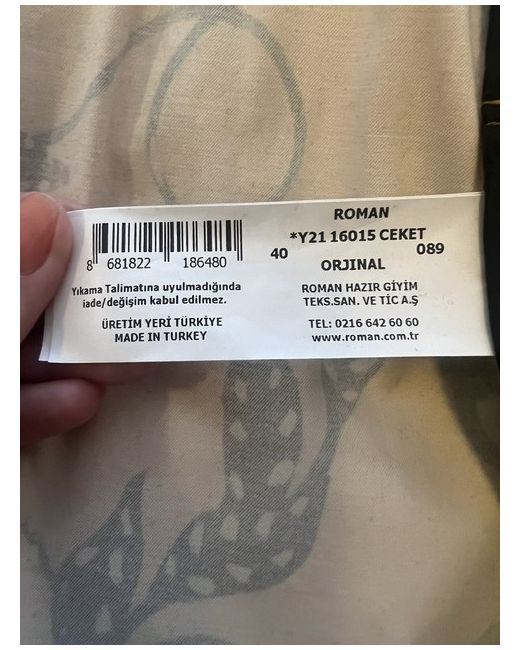 8 681822 186480
Yıkama Talimatına uyulmadığında
iade/değişim kabul edilmez.
ÜRETİM YERİ TÜRKİYE
MADE IN TURKEY
ROMAN
*Y21 16015 CEKET
40 089
ORJINAL
ROMAN HAZIR GİYİM
TEKS.SAN. VE TİC A.Ş
TEL: 0216 642 60 60
www.roman.com.tr